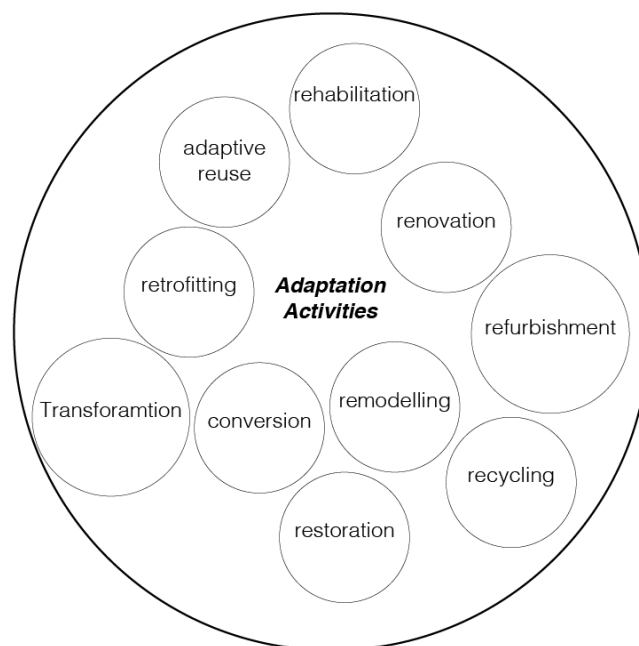 rehabilitation
adaptive
reuse
renovation
retrofitting
Adaptation
Activities
refurbishment
Transforamtion
conversion
remodelling
recycling
restoration